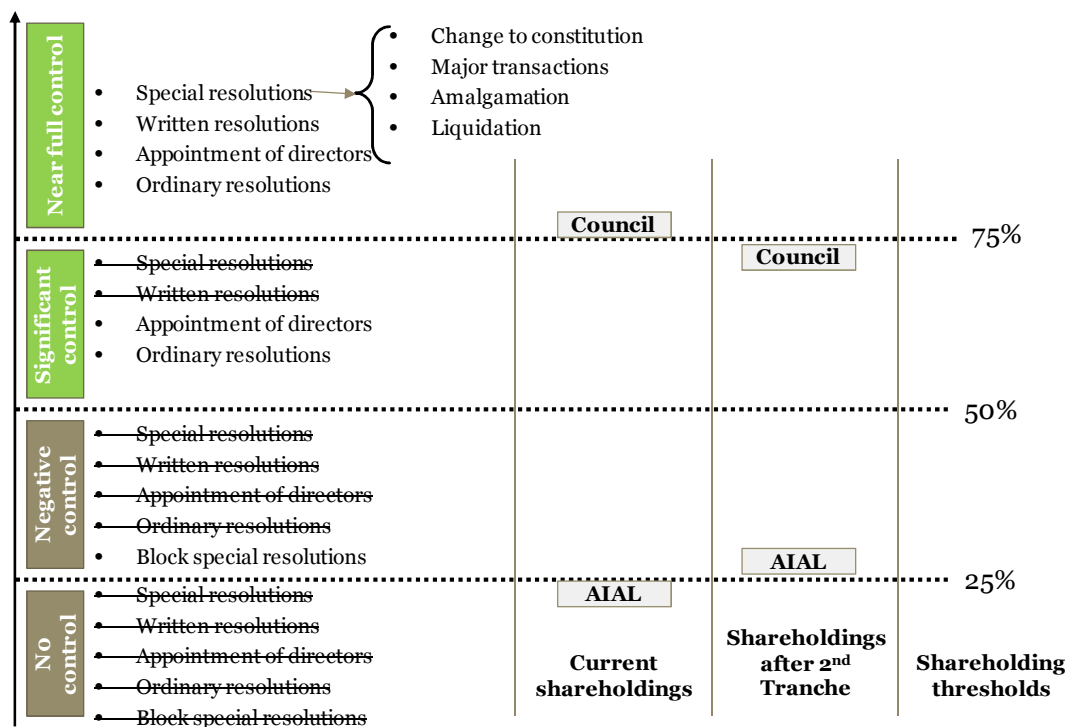 Near full control
• Special resolutions
• Written resolutions
• Appointment of directors
• Ordinary resolutions
• Change to constitution
• Major transactions
• Amalgamation
• Liquidation
Council
75%
Significant
control
• Special resolutions
• Written resolutions
• Appointment of directors
• Ordinary resolutions
Council
50%
Negative
control
• Special resolutions
• Written resolutions
• Appointment of directors
• Ordinary resolutions
• Block special resolutions
AIAL
25%
No
control
• Special resolutions
• Written resolutions
• Appointment of directors
• Ordinary resolutions
• Block special resolutions
AIAL
Current
shareholdings
Shareholdings
after 2nd
Tranche
Shareholding
thresholds